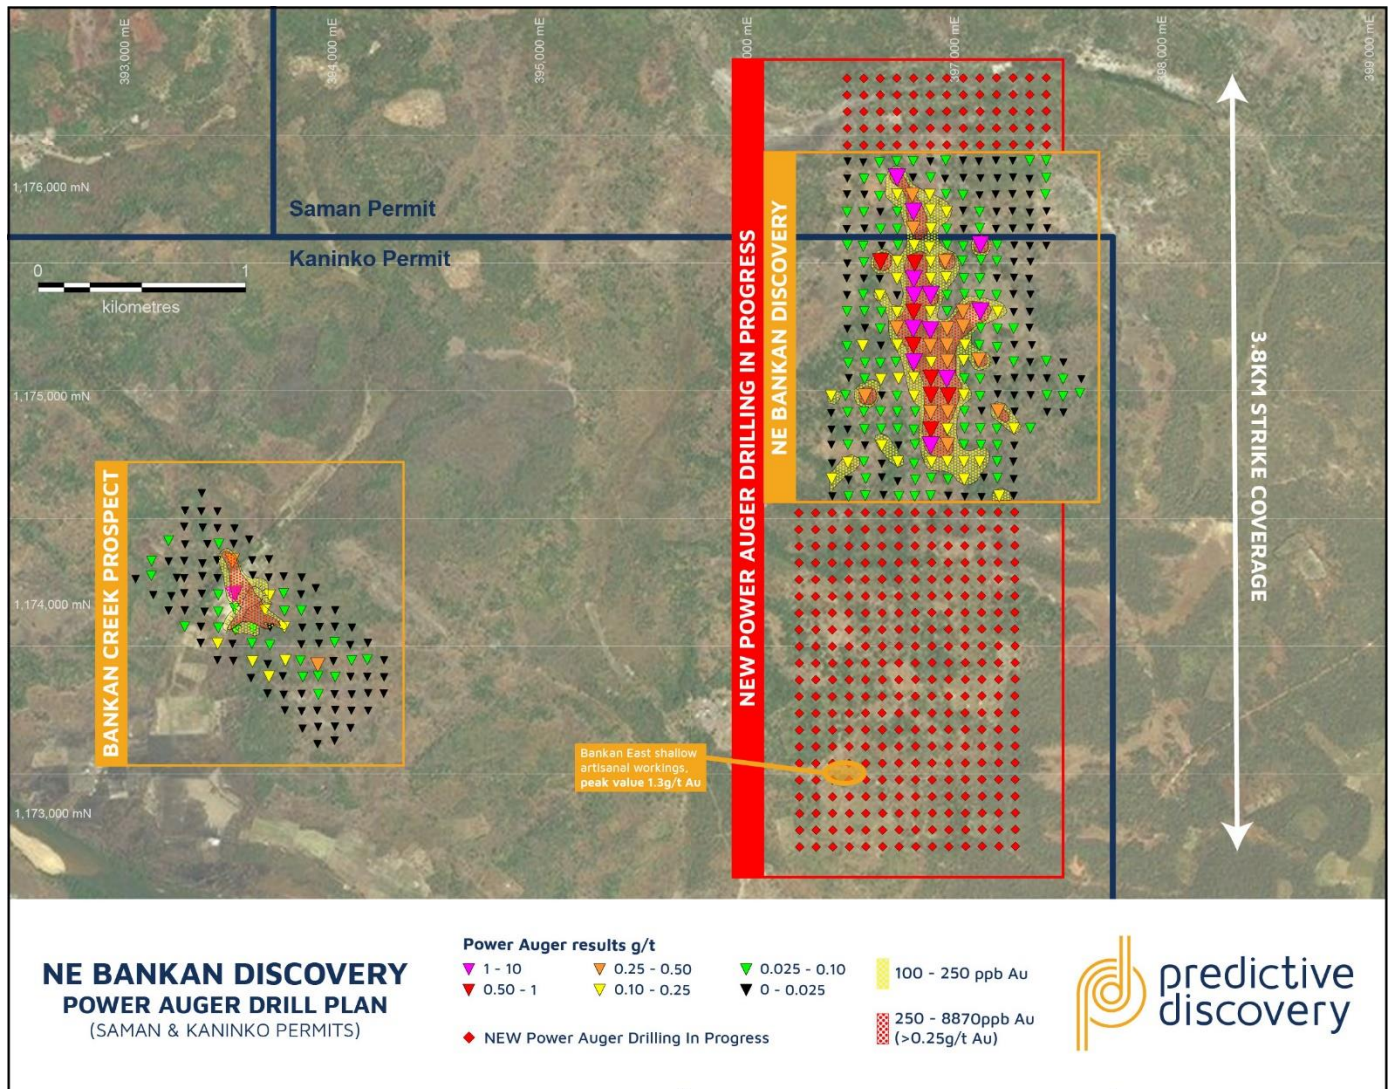 393,000 mE
394,000 mE
395,000 mE
000 mE
397,000 mE
398,000 mE
399,000 mE
1,176,000 mN
Saman Permit
Kaninko Permit
0
1
kilometres
1,175,000 mN
1,174,000 mN
1,173,000 mN
BANKAN CREEK PROSPECT
NEW POWER AUGER DRILLING IN PROGRESS
NE BANKAN DISCOVERY
3.8KM STRIKE COVERAGE
Bankan East shallow
artisanal workings,
peak value 1.3g/t Au
NE BANKAN DISCOVERY
POWER AUGER DRILL PLAN
(SAMAN & KANINKO PERMITS)
Power Auger results g/t
1 - 10
0.25 - 0.50
0.025 - 0.10
0.50 - 1
0.10 - 0.25
0 - 0.025
NEW Power Auger Drilling In Progress
100 - 250 ppb Au
250 - 8870ppb Au
(>0.25g/t Au)
predictive
discovery